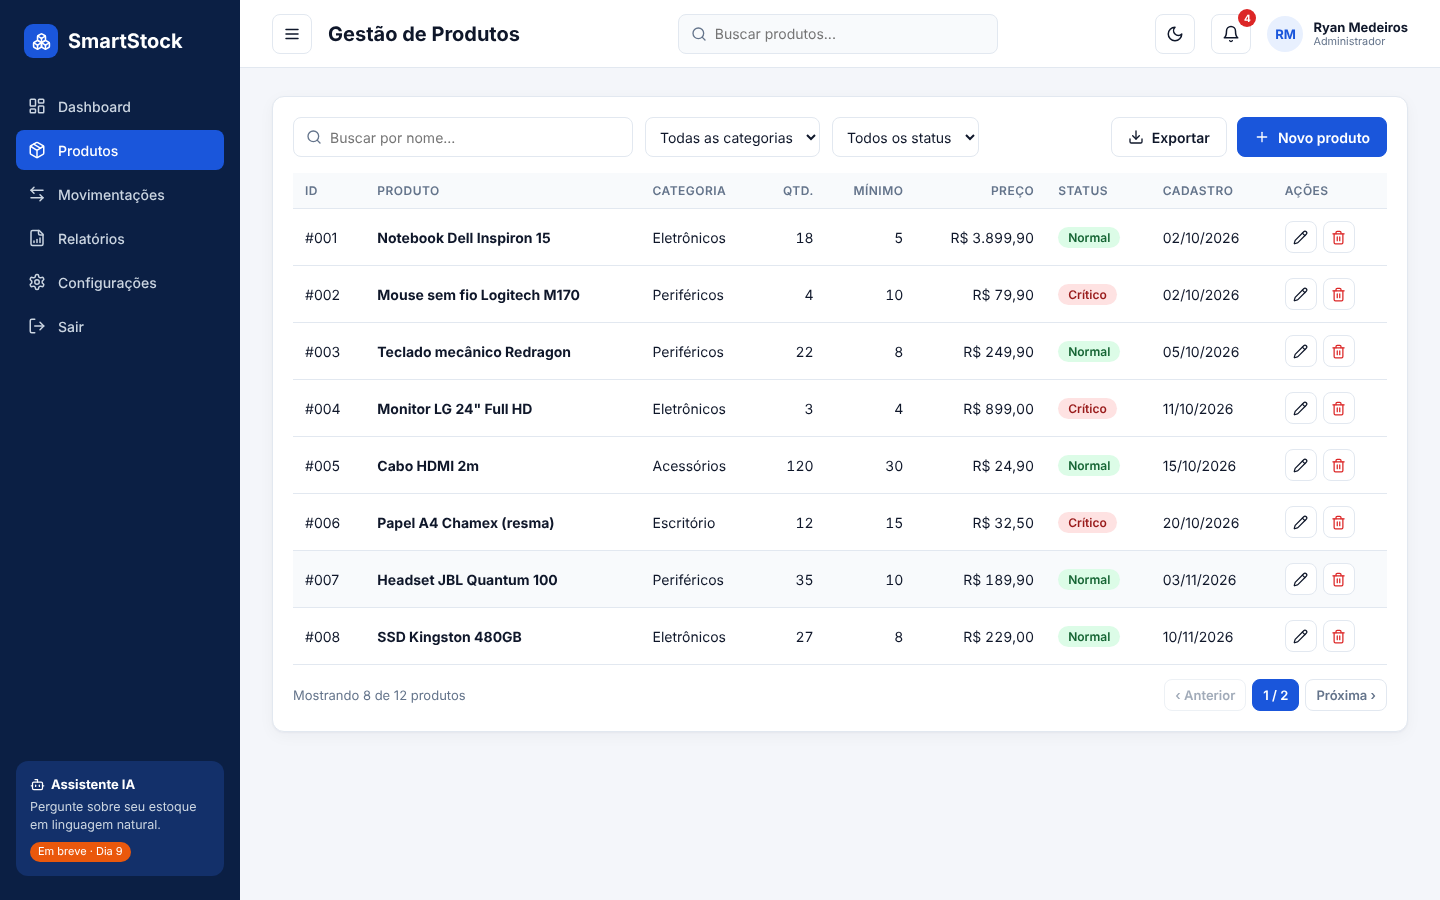 SmartStock
Dashboard
Produtos
Movimentações
Relatórios
Configurações
Sair
Assistente IA
Pergunte sobre seu estoque
em linguagem natural.
Em breve · Dia 9
Gestão de Produtos
Buscar produtos...
4
RM
Ryan Medeiros
Administrador
Buscar por nome...
Todas as categorias
Todos os status
Exportar
Novo produto
ID PRODUTO CATEGORIA QTD. MÍNIMO PREÇO STATUS CADASTRO AÇÕES
#001 Notebook Dell Inspiron 15 Eletrônicos 18 5 R$ 3.899,90 Normal 02/10/2026
#002 Mouse sem fio Logitech M170 Periféricos 4 10 R$ 79,90 Crítico 02/10/2026
#003 Teclado mecânico Redragon Periféricos 22 8 R$ 249,90 Normal 05/10/2026
#004 Monitor LG 24" Full HD Eletrônicos 3 4 R$ 899,00 Crítico 11/10/2026
#005 Cabo HDMI 2m Acessórios 120 30 R$ 24,90 Normal 15/10/2026
#006 Papel A4 Chamex (resma) Escritório 12 15 R$ 32,50 Crítico 20/10/2026
#007 Headset JBL Quantum 100 Periféricos 35 10 R$ 189,90 Normal 03/11/2026
#008 SSD Kingston 480GB Eletrônicos 27 8 R$ 229,00 Normal 10/11/2026
Mostrando 8 de 12 produtos
‹ Anterior
1 / 2
Próxima ›